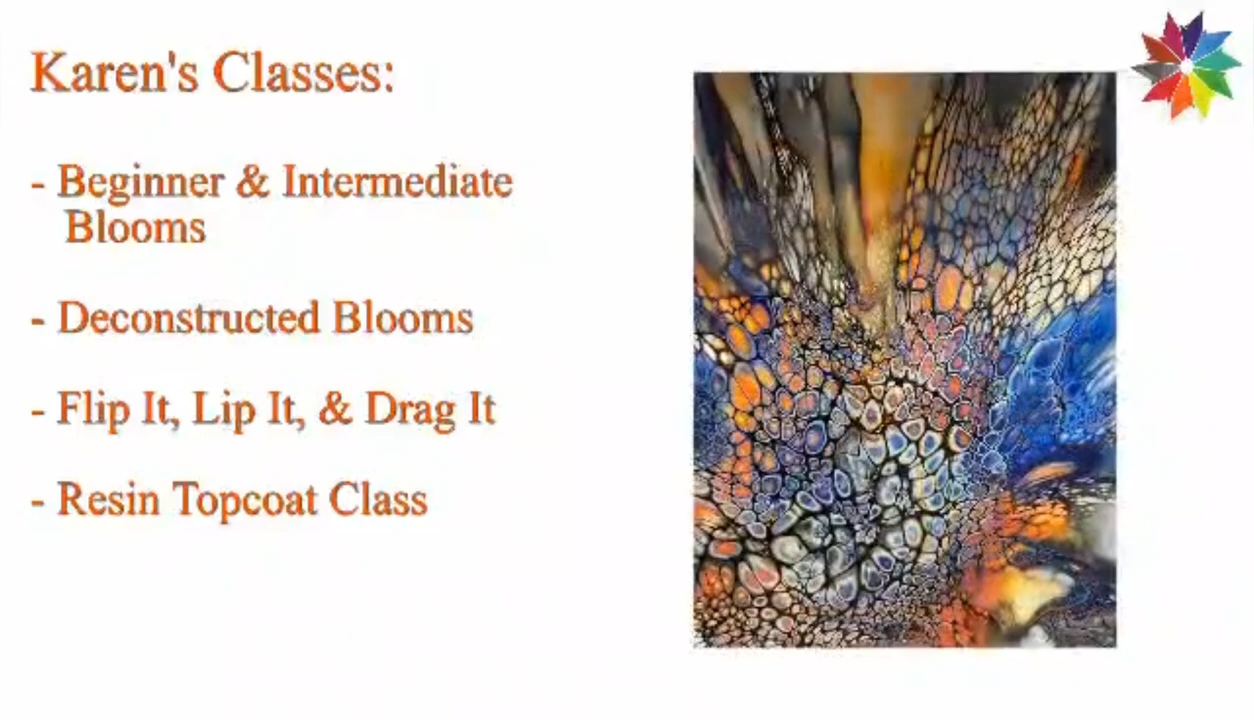 Karen's Classes:
- Beginner & Intermediate
Blooms
- Deconstructed Blooms
- Flip It, Lip It, & Drag It
- Resin Topcoat Class